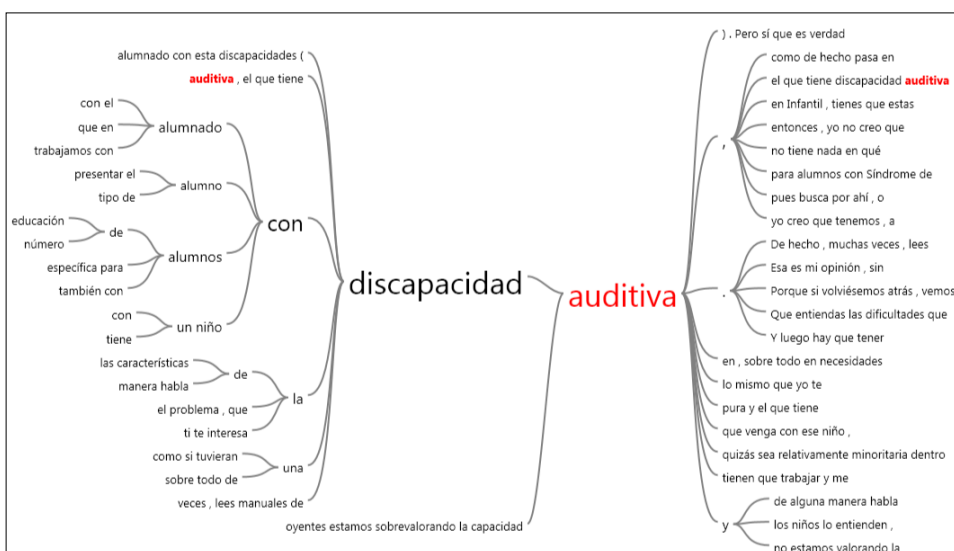 alumnado con esta discapacidades (
auditiva , el que tiene
con el
que en
trabajamos con
alumnado
presentar el
tipo de
alumno
educación
número
de
específica para
también con
alumnos
con
tiene
un niño
con
las características
manera habla
de
el problema , que
ti te interesa
la
como si tuvieran
sobre todo de
una
veces , lees manuales de
discapacidad
oyentes estamos sobrevalorando la capacidad
auditiva
) . Pero sí que es verdad
,
como de hecho pasa en
el que tiene discapacidad auditiva
en Infantil , tienes que estas
entonces , yo no creo que
no tiene nada en qué
para alumnos con Síndrome de
pues busca por ahí , o
yo creo que tenemos , a
.
De hecho , muchas veces , lees
Esa es mi opinión , sin
Porque si volviésemos atrás , vemos
Que entiendas las dificultades que
Y luego hay que tener
en , sobre todo en necesidades
lo mismo que yo te
pura y el que tiene
que venga con ese niño ,
quizás sea relativamente minoritaria dentro
tienen que trabajar y me
y
de alguna manera habla
los niños lo entienden ,
no estamos valorando la